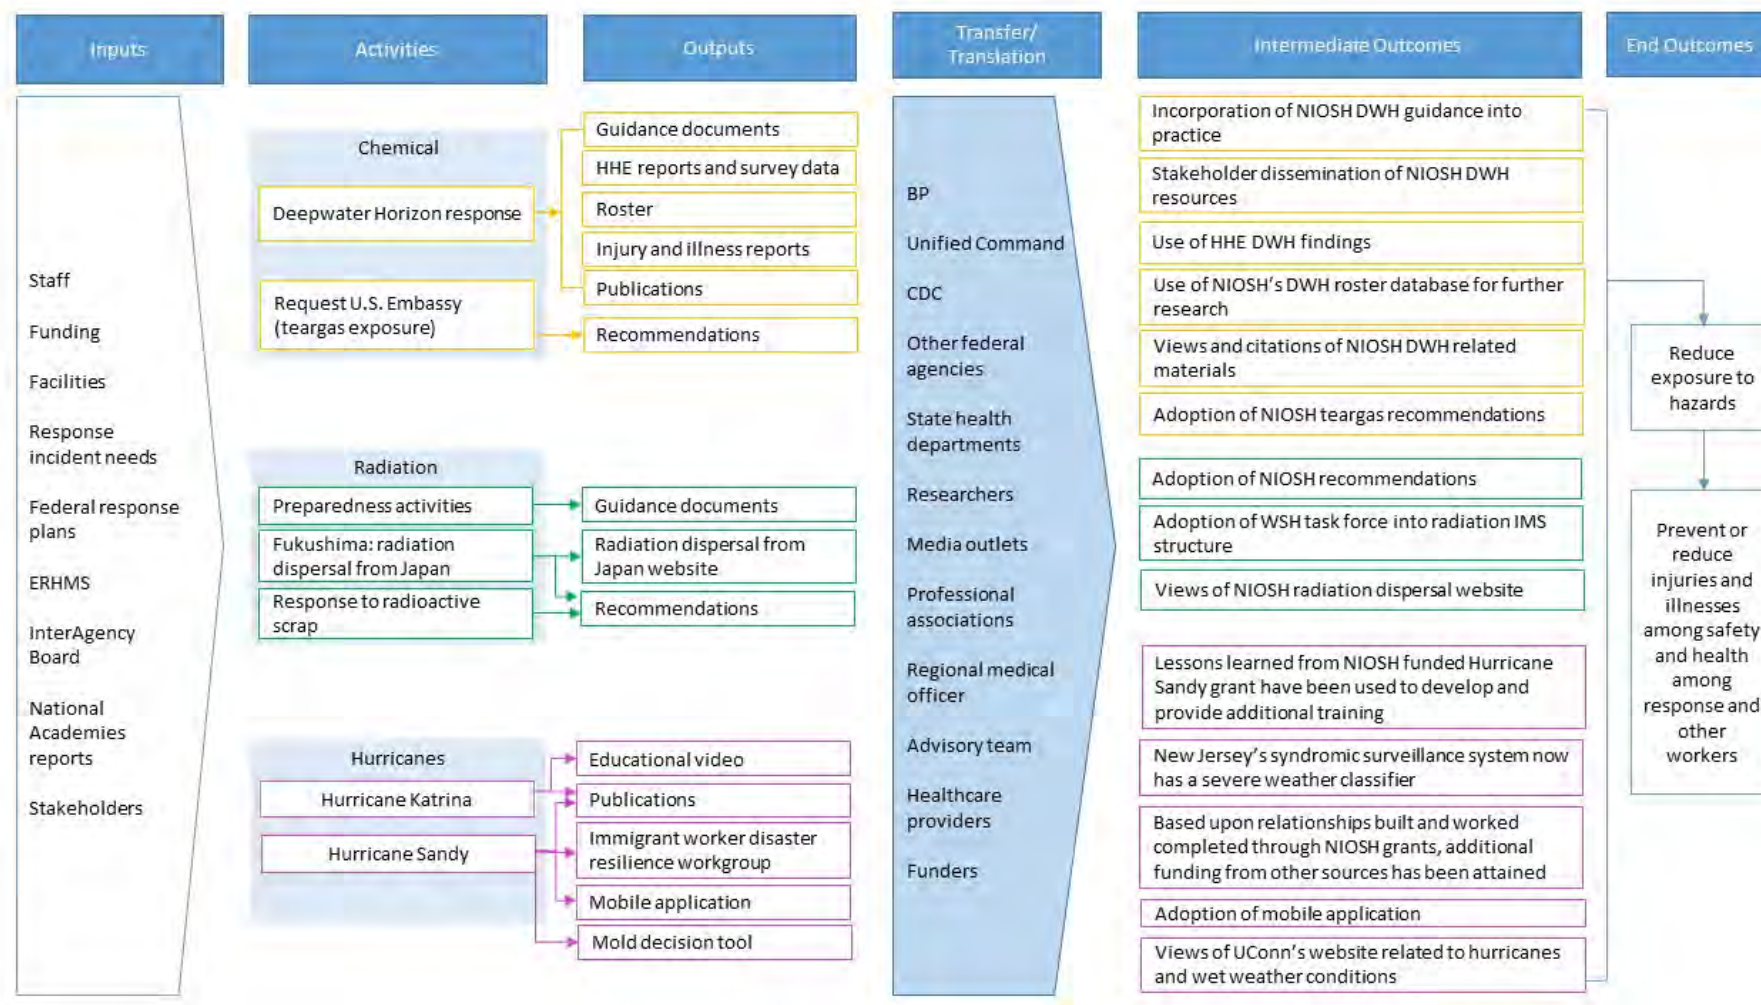 Inputs
Activities
Outputs
Transfer/
Translation
Intermediate Outcomes
End Outcomes
Staff
Funding
Facilities
Response
incident needs
Federal response
plans
ERHMS
InterAgency
Board
National
Academies
reports
Stakeholders
Chemical
Deepwater Horizon response
Request U.S. Embassy
(teargas exposure)
Guidance documents
HHE reports and survey data
Roster
Injury and illness reports
Publications
Recommendations
Radiation
Preparedness activities
Fukushima: radiation
dispersal from Japan
Response to radioactive
scrap
Guidance documents
Radiation dispersal from
Japan website
Recommendations
Hurricanes
Hurricane Katrina
Hurricane Sandy
Educational video
Publications
Immigrant worker disaster
resilience workgroup
Mobile application
Mold decision tool
BP
Unified Command
CDC
Other federal
agencies
State health
departments
Researchers
Media outlets
Professional
associations
Regional medical
officer
Advisory team
Healthcare
providers
Funders
Incorporation of NIOSH DWH guidance into
practice
Stakeholder dissemination of NIOSH DWH
resources
Use of HHE DWH findings
Use of NIOSH's DWH roster database for further
research
Views and citations of NIOSH DWH related
materials
Adoption of NIOSH teargas recommendations
Adoption of NIOSH recommendations
Adoption of WSH task force into radiation IMS
structure
Views of NIOSH radiation dispersal website
Lessons learned from NIOSH funded Hurricane
Sandy grant have been used to develop and
provide additional training
New Jersey's syndromic surveillance system now
has a severe weather classifier
Based upon relationships built and worked
completed through NIOSH grants, additional
funding from other sources has been attained
Adoption of mobile application
Views of UConn's website related to hurricanes
and wet weather conditions
Reduce
exposure to
hazards
Prevent or
reduce
injuries and
illnesses
among safety
and health
among
response and
other
workers